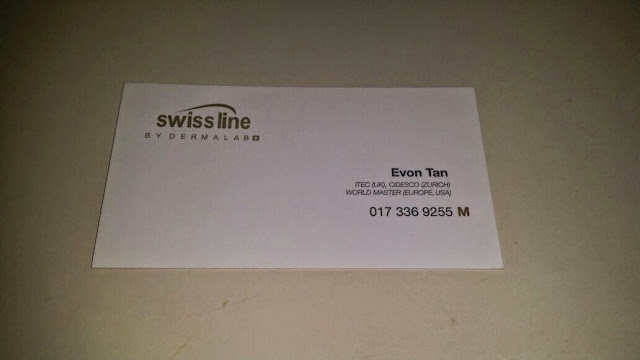 swiss line
BY DERMALAB
Evon Tan
ITEC (UK), CIDESCO (ZURICH)
WORLD MASTER (EUROPE, USA)
017 336 9255 M